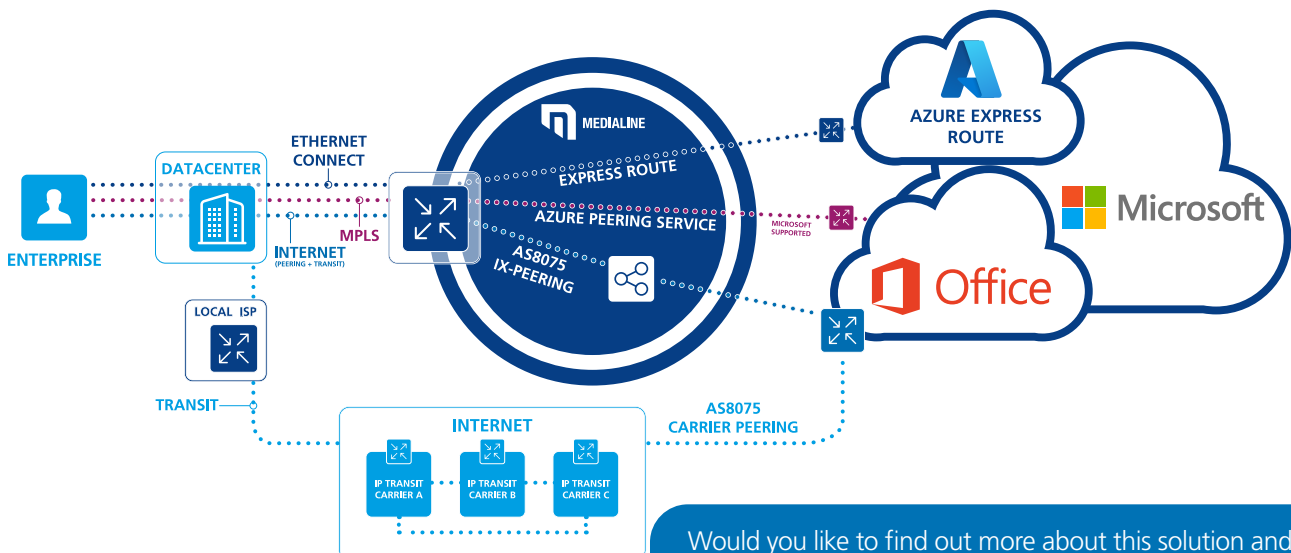 ENTERPRISE
DATACENTER
ETHERNET
CONNECT
MPLS
INTERNET
(PEERING + TRANSIT)
LOCAL ISP
TRANSIT
MEDIALINE
EXPRESS ROUTE
AZURE PEERING SERVICE
AS8075
IX-PEERING
MICROSOFT
SUPPORTED
AZURE EXPRESS
ROUTE
Microsoft
Office
AS8075
CARRIER PEERING
INTERNET
IP TRANSIT
CARRIER A
IP TRANSIT
CARRIER B
IP TRANSIT
CARRIER C
Would you like to find out more about this solution and